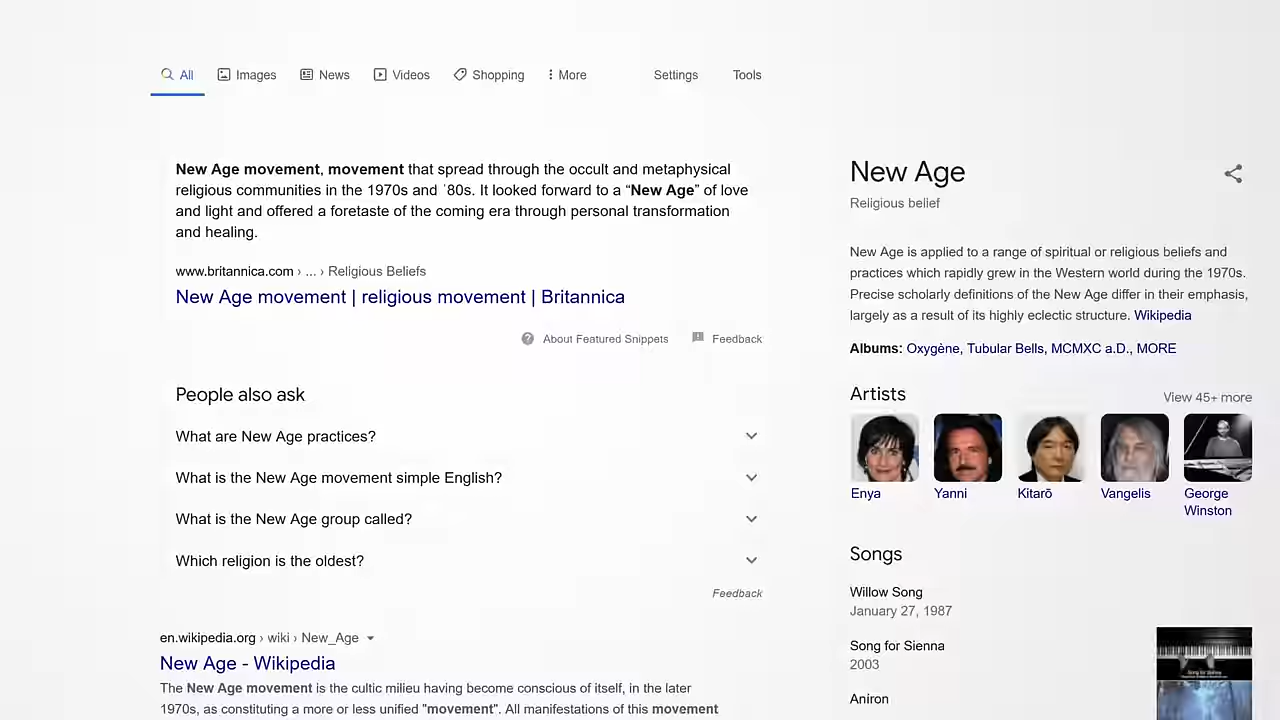 All Images News Videos Shopping More Settings Tools
New Age movement, movement that spread through the occult and metaphysical
religious communities in the 1970s and ʾ80s. It looked forward to a “New Age” of love
and light and offered a foretaste of the coming era through personal transformation
and healing.
www.britannica.com › ... › Religious Beliefs
New Age movement | religious movement | Britannica
About Featured Snippets Feedback
People also ask
What are New Age practices?
What is the New Age movement simple English?
What is the New Age group called?
Which religion is the oldest?
Feedback
en.wikipedia.org › wiki › New_Age
New Age - Wikipedia
The New Age movement is the cultic milieu having become conscious of itself, in the later
1970s, as constituting a more or less unified "movement". All manifestations of this movement
New Age
Religious belief
New Age is applied to a range of spiritual or religious beliefs and
practices which rapidly grew in the Western world during the 1970s.
Precise scholarly definitions of the New Age differ in their emphasis,
largely as a result of its highly eclectic structure. Wikipedia
Albums: Oxygène, Tubular Bells, MCMXC a.D., MORE
Artists
View 45+ more
Enya
Yanni
Kitarō
Vangelis
George
Winston
Songs
Willow Song
January 27, 1987
Song for Sienna
2003
Aniron